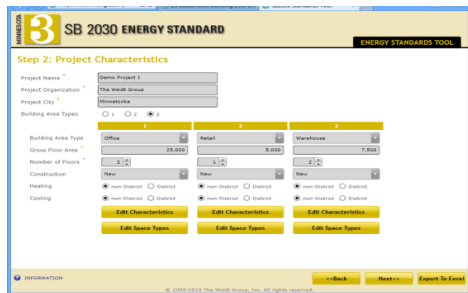 MINNESOTA
B3 SB 2030 ENERGY STANDARD
ENERGY STANDARDS TOOL
Step 2: Project Characteristics
Project Name * Demo Project 1
Project Organization * The Weidt Group
Project City * Minnetonka
Building Area Types 1 2 3
1 2 3
Building Area Type Office Retail Warehouse
Gross Floor Area * 25,000 5,000 7,500
Number of Floors * 2 1 2
Construction New New New
Heating non-District District non-District District non-District District
Cooling non-District District non-District District non-District District
Edit Characteristics Edit Characteristics Edit Characteristics
Edit Space Types Edit Space Types Edit Space Types
INFORMATION <<Back Next>> Export To Excel
© 2009-2013 The Weidt Group, Inc. All rights reserved.